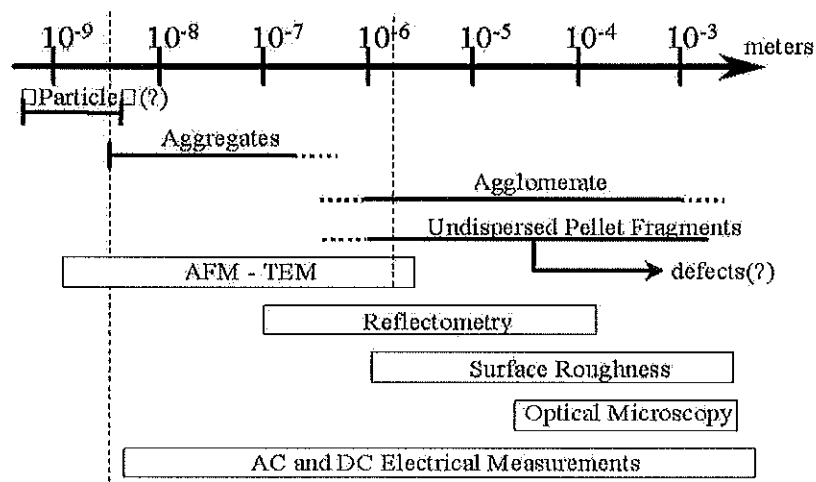 10-9 10-8 10-7 10-6 10-5 10-4 10-3 meters
□Particle□(?)
Aggregates
Agglomerate
Undispersed Pellet Fragments
AFM - TEM
defects(?)
Reflectometry
Surface Roughness
Optical Microscopy
AC and DC Electrical Measurements